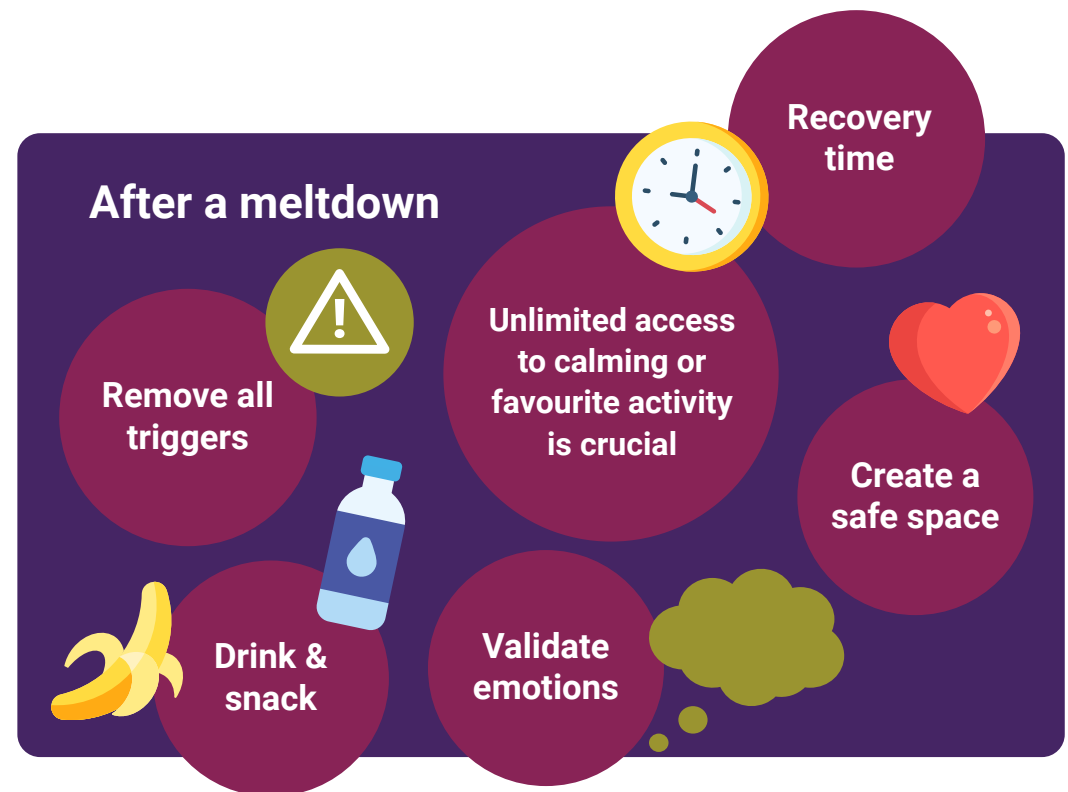 After a meltdown
Recovery
time
Remove all
triggers
Unlimited access
to calming or
favourite activity
is crucial
Create a
safe space
Drink &
snack
Validate
emotions